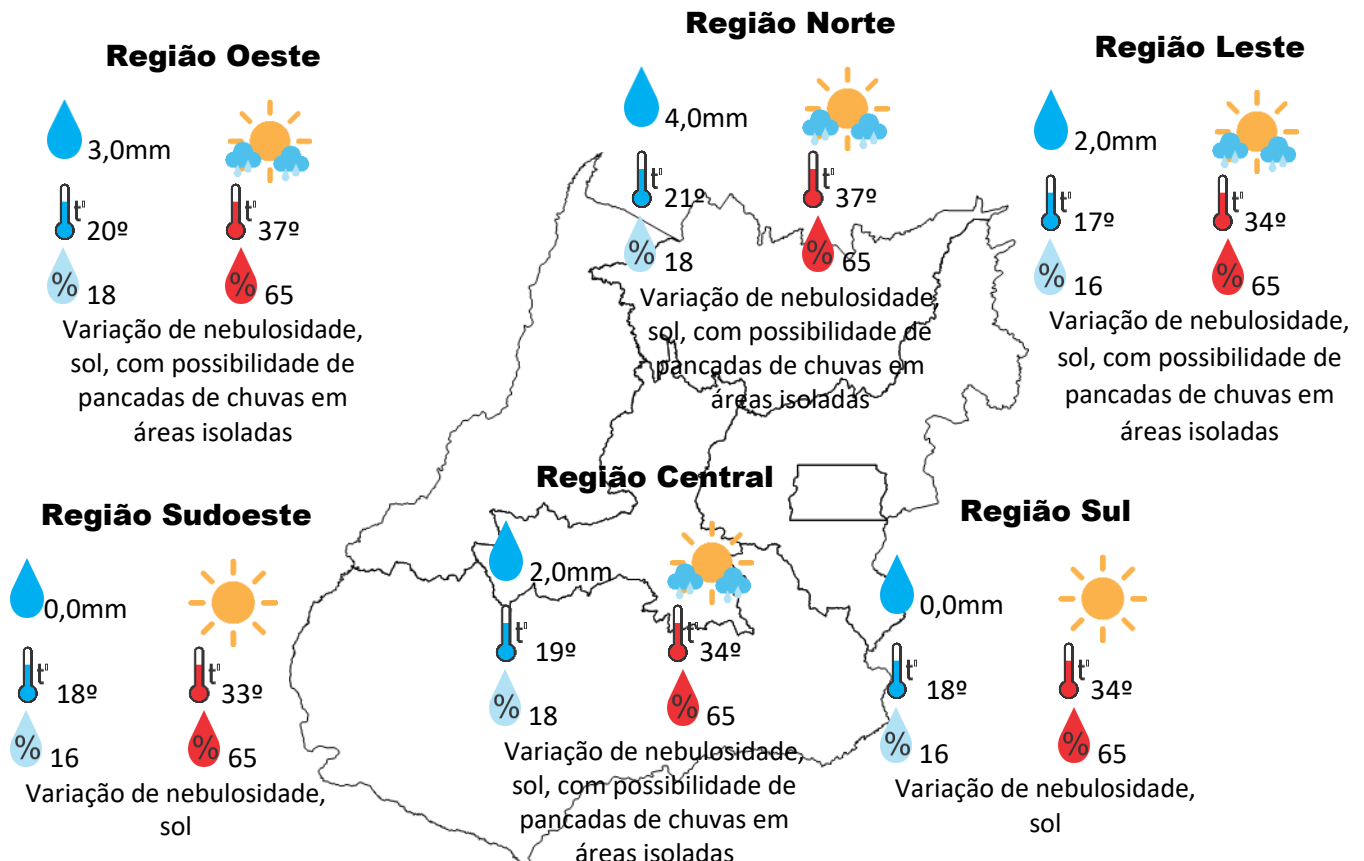 Região Oeste
3,0mm
t°
20º
37º
% 18
% 65
Variação de nebulosidade,
sol, com possibilidade de
pancadas de chuvas em
áreas isoladas
Região Norte
4,0mm
t°
21º
37º
% 18
% 65
Variação de nebulosidade,
sol, com possibilidade de
pancadas de chuvas em
áreas isoladas
Região Leste
2,0mm
t°
17º
t°
34º
% 16
% 65
Variação de nebulosidade,
sol, com possibilidade de
pancadas de chuvas em
áreas isoladas
Região Sudoeste
0,0mm
t°
18º
t°
33º
% 16
% 65
Variação de nebulosidade,
sol
Região Central
2,0mm
t°
19º
t°
34º
% 18
% 65
Variação de nebulosidade,
sol, com possibilidade de
pancadas de chuvas em
áreas isoladas
Região Sul
0,0mm
t°
18º
t°
34º
% 16
% 65
Variação de nebulosidade,
sol